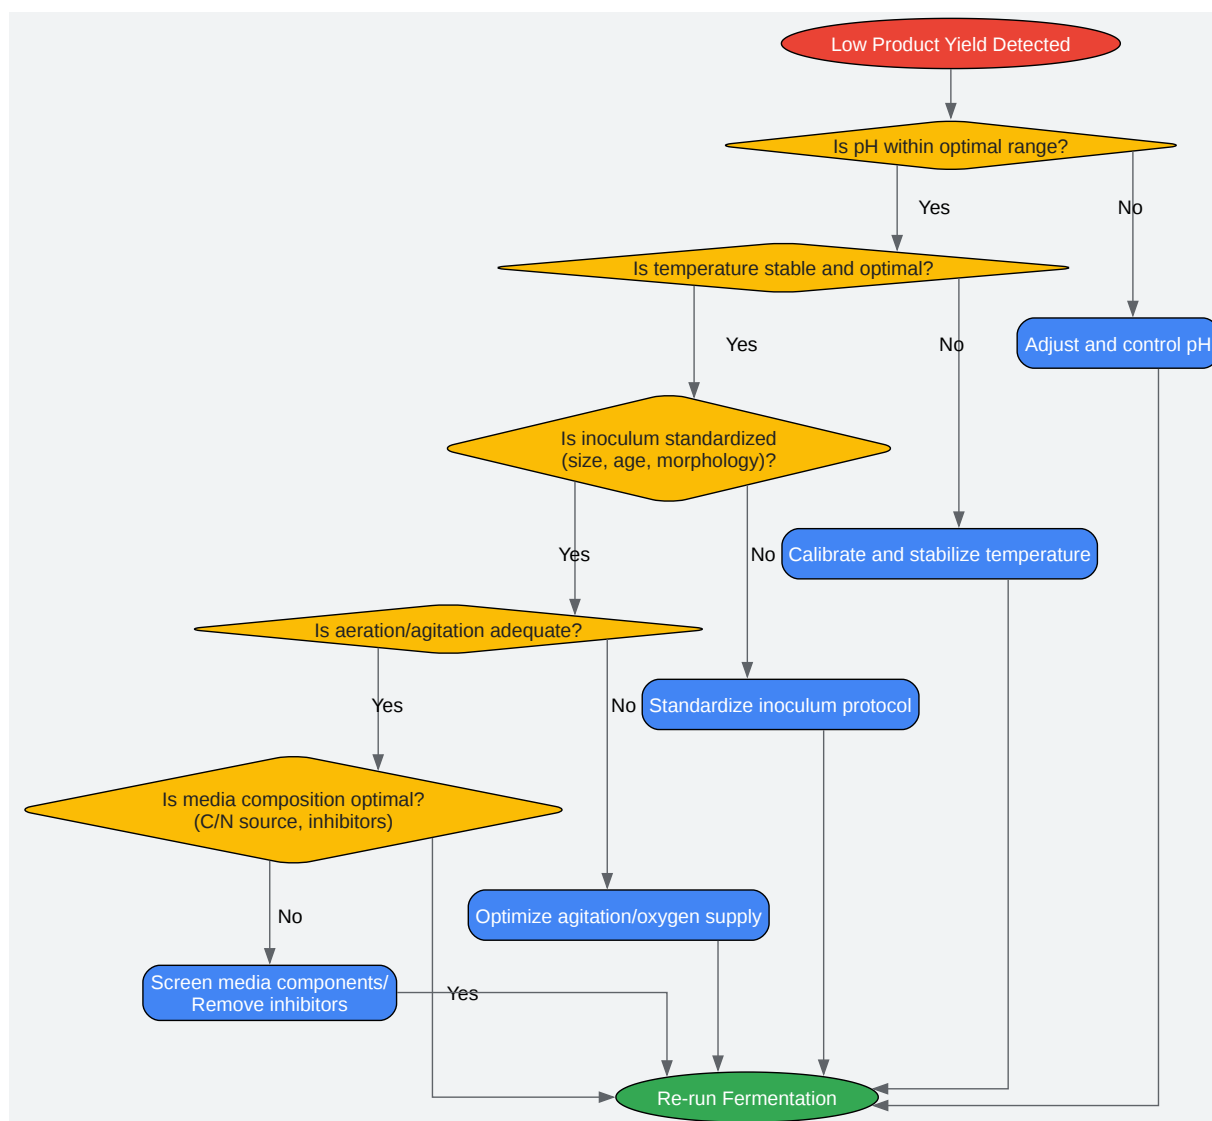 Low Product Yield Detected
Is pH within optimal range?
Yes
No
Is temperature stable and optimal?
Yes
No
Adjust and control pH
Is inoculum standardized
(size, age, morphology)?
Yes
No
Calibrate and stabilize temperature
Is aeration/agitation adequate?
Yes
No
Standardize inoculum protocol
Is media composition optimal?
(C/N source, inhibitors)
No
Optimize agitation/oxygen supply
Screen media components/
Remove inhibitors
Yes
Re-run Fermentation